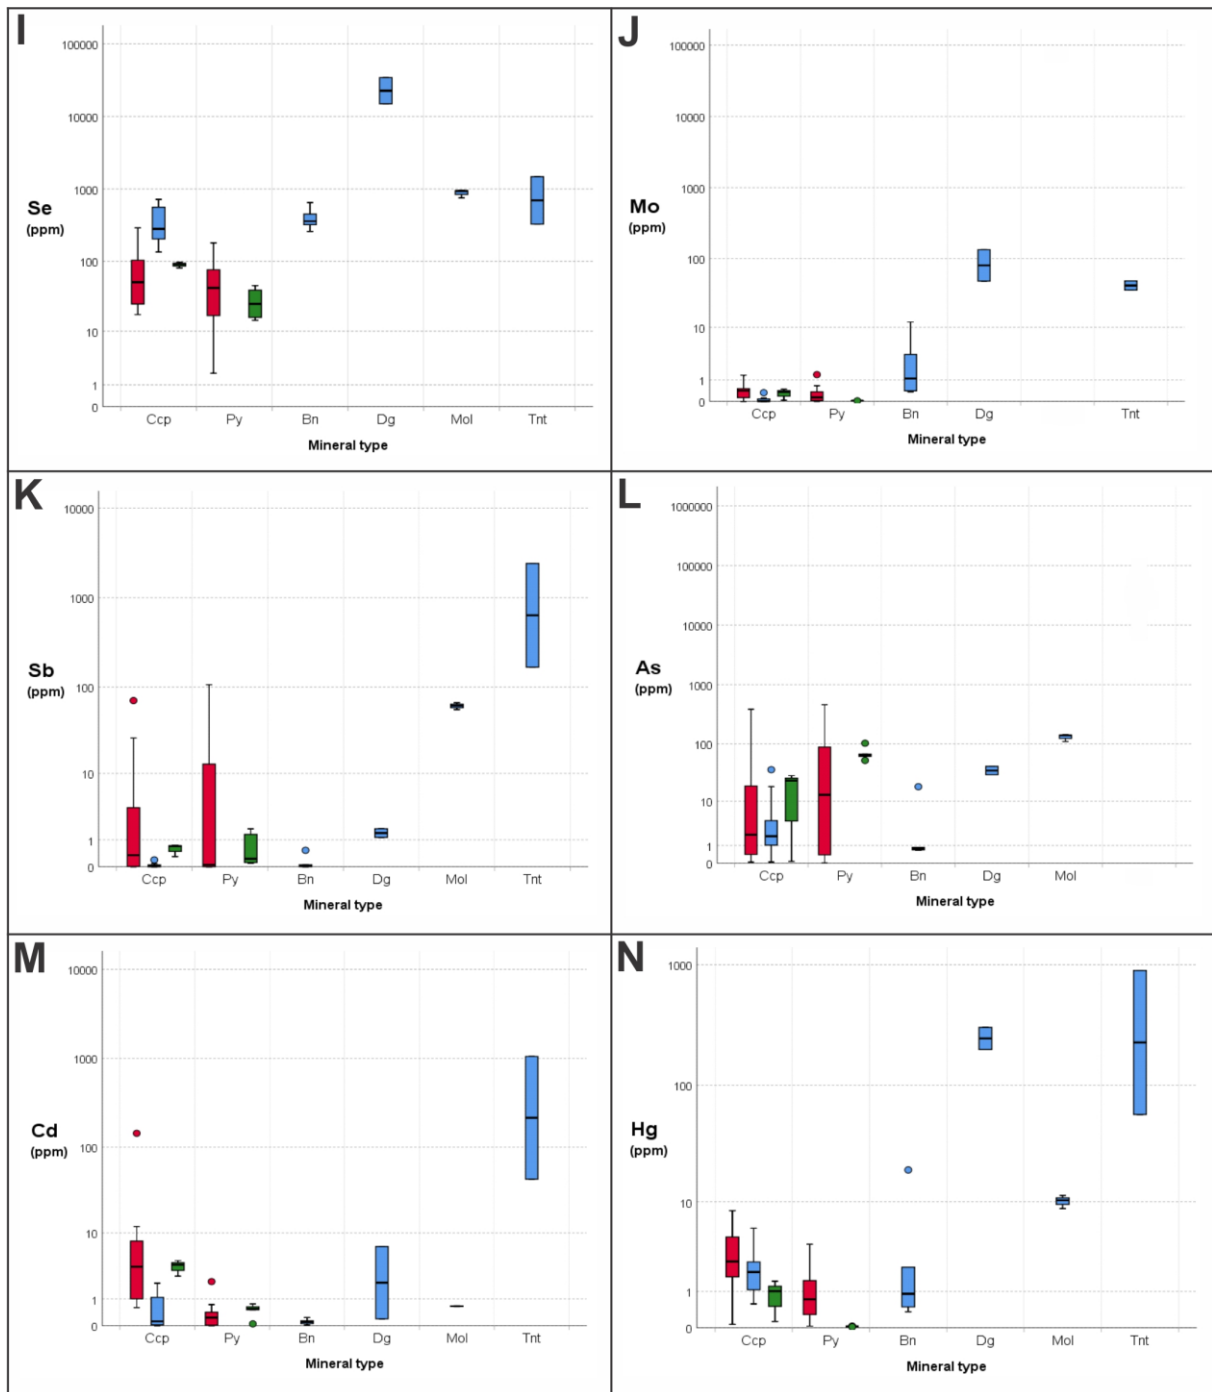 I
100000
10000
1000
Se
(ppm)
100
10
1
0
Ccp Py Bn Dg Mol Tnt
Mineral type
J
100000
10000
1000
Mo
(ppm)
100
10
1
0
Ccp Py Bn Dg Tnt
Mineral type
K
10000
1000
Sb
(ppm)
100
10
1
0
Ccp Py Bn Dg Mol Tnt
Mineral type
L
1000000
100000
10000
As
(ppm)
1000
100
10
1
0
Ccp Py Bn Dg Mol
Mineral type
M
10000
1000
Cd
(ppm)
100
10
1
0
Ccp Py Bn Dg Mol Tnt
Mineral type
N
1000
100
Hg
(ppm)
10
1
0
Ccp Py Bn Dg Mol Tnt
Mineral type